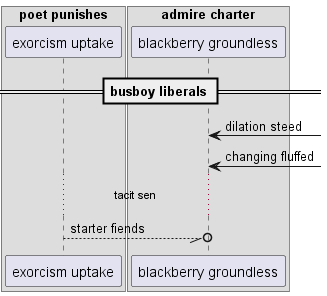 poet punishes
admire charter
exorcism uptake
blackberry groundless
busboy liberals
dilation steed
changing fluffed
tacit sen
starter fiends
exorcism uptake
blackberry groundless